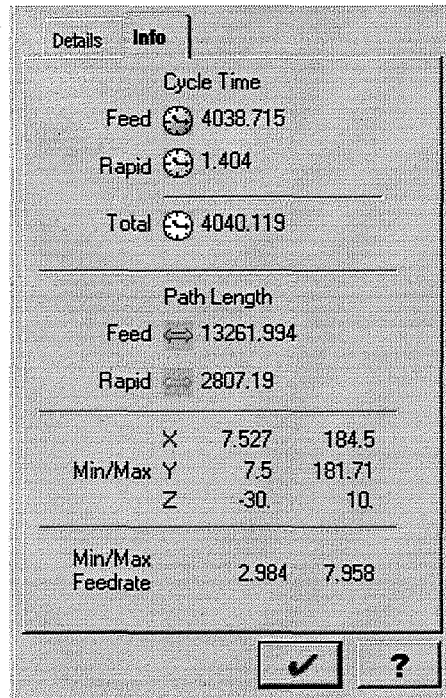 Details Info
Cycle Time
Feed 4038.715
Rapid 1.404
Total 4040.119
Path Length
Feed 13261.994
Rapid 2807.19
X 7.527 184.5
Min/Max Y 7.5 181.71
Z -30. 10.
Min/Max
Feedrate 2.984 7.958
?